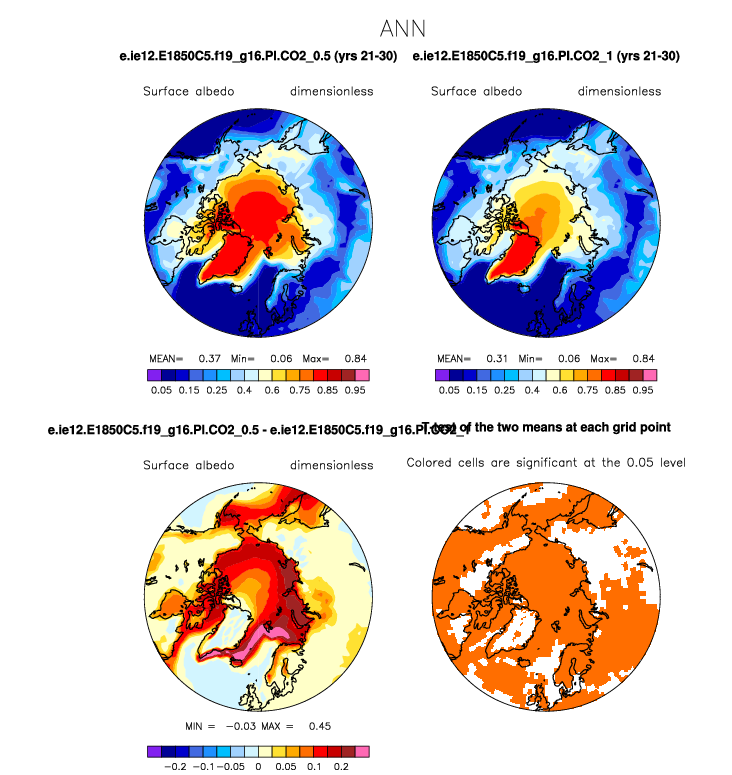 ANN
e.ie12.E1850C5.f19_g16.PI.CO2_0.5 (yrs 21-30) e.ie12.E1850C5.f19_g16.PI.CO2_1 (yrs 21-30)
Surface albedo dimensionless Surface albedo dimensionless
MEAN= 0.37 Min= 0.06 Max= 0.84 MEAN= 0.31 Min= 0.06 Max= 0.84
0.05 0.15 0.25 0.4 0.6 0.75 0.85 0.95 0.05 0.15 0.25 0.4 0.6 0.75 0.85 0.95
e.ie12.E1850C5.f19_g16.PI.CO2_0.5 - e.ie12.E1850C5.f19_g16.PI.CO2_1 T-test of the two means at each grid point
Surface albedo dimensionless Colored cells are significant at the 0.05 level
MIN = -0.03 MAX = 0.45
-0.2 -0.1 -0.05 0 0.05 0.1 0.2